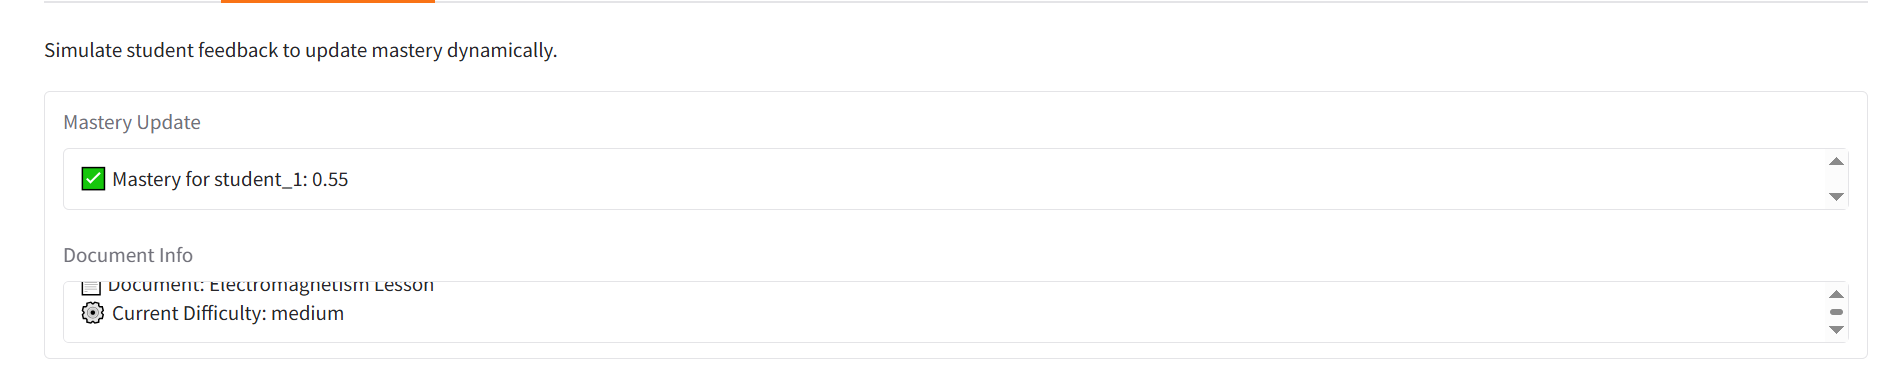 Simulate student feedback to update mastery dynamically.
Mastery Update
✅ Mastery for student_1: 0.55
Document Info
Document: Electromagnetism Lesson
⚙️ Current Difficulty: medium